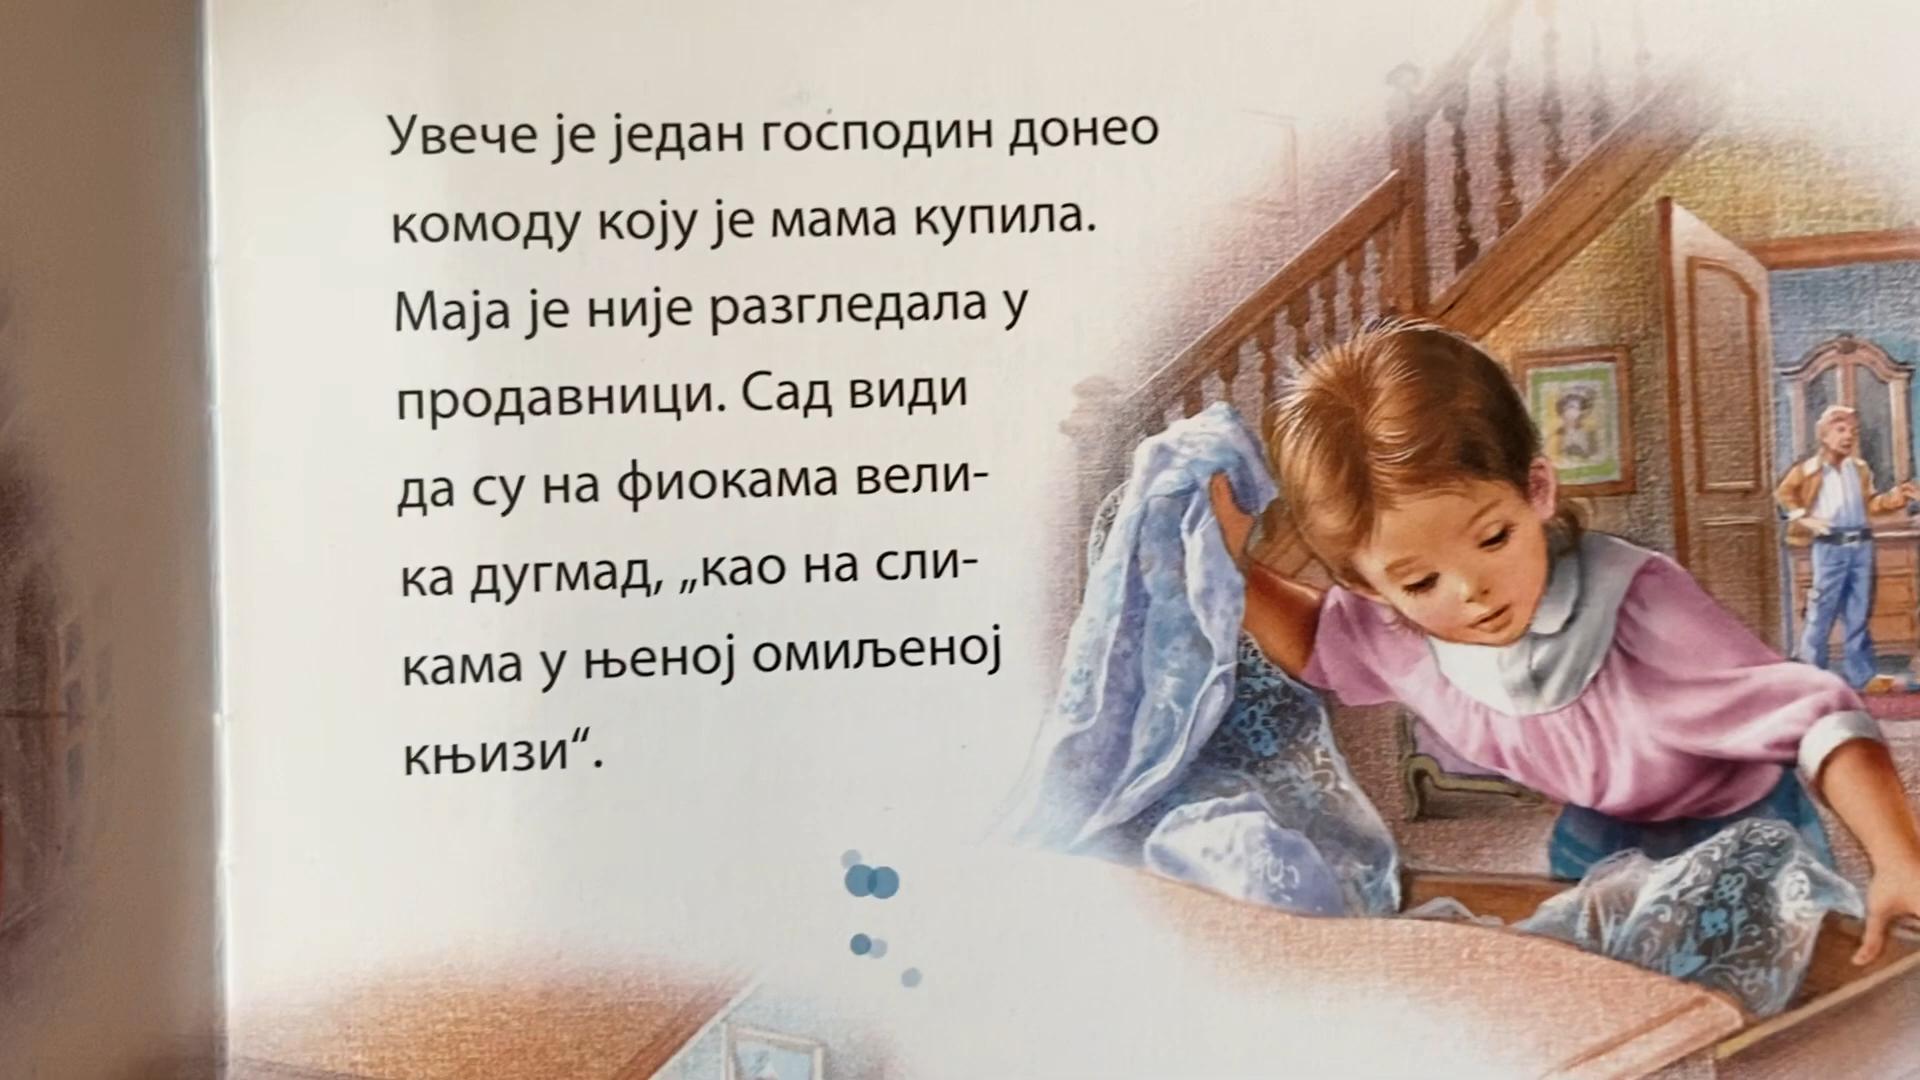 Увече је један господин донео
комоду коју је мама купила.
Маја је није разгледала у
продавници. Сад види
да су на фиокама вели-
ка дугмад, „као на сли-
кама у њеној омиљеној
књизи“.